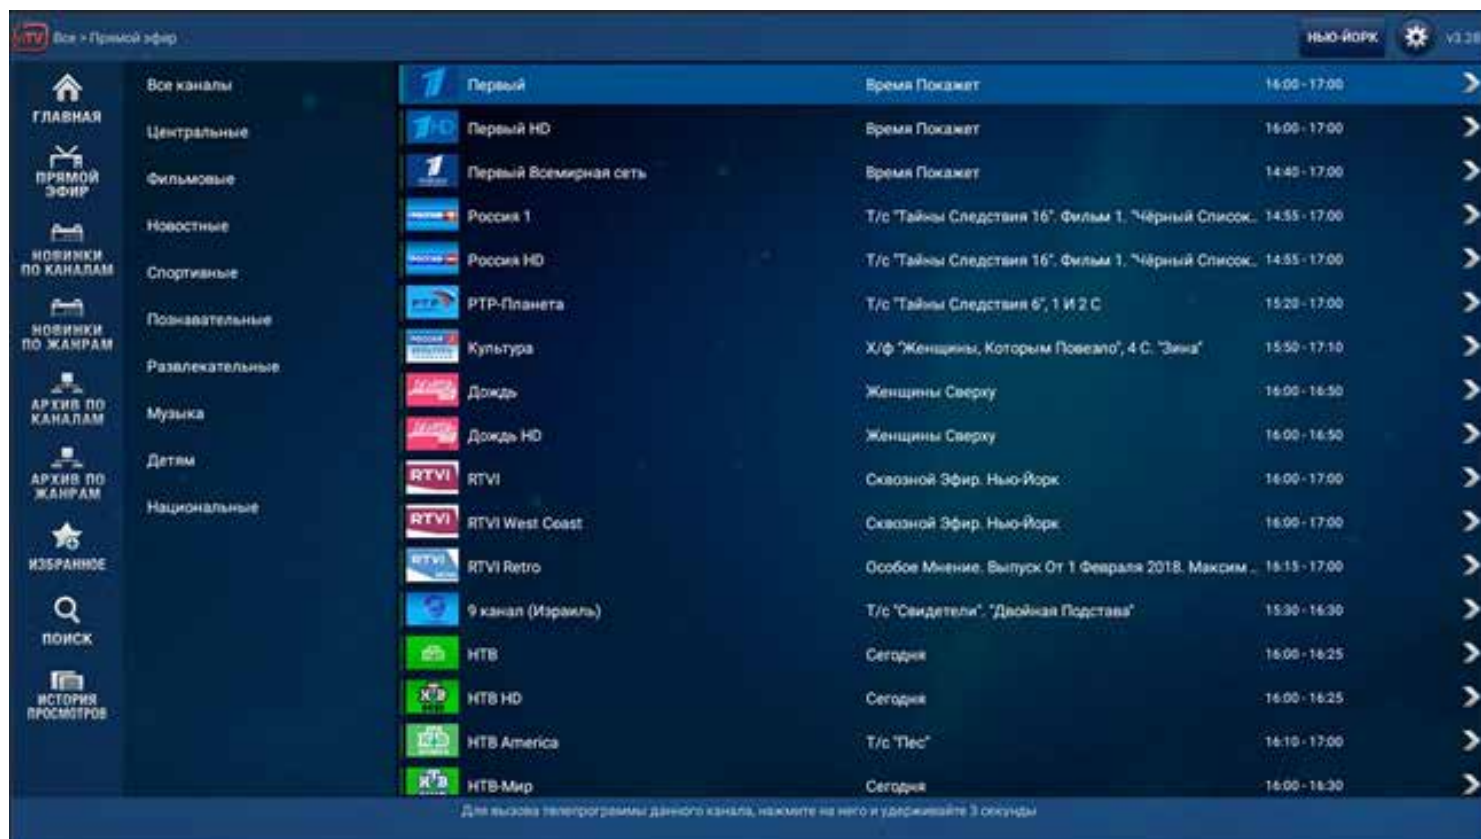 TV Все > Прямой эфир
НЬЮ-ЙОРК
ГЛАВНАЯ
ПРЯМОЙ
ЭФИР
НОВИНКИ
ПО КАНАЛАМ
НОВИНКИ
ПО ЖАНРАМ
АРХИВ ПО
КАНАЛАМ
АРХИВ ПО
ЖАНРАМ
ИЗБРАННОЕ
ПОИСК
ИСТОРИЯ
ПРОСМОТРОВ
Все каналы
Центральные
Фильмовые
Новостные
Спортивные
Познавательные
Развлекательные
Музыка
Детям
Национальные
Первый Время Покажет 16:00 - 17:00
Первый HD Время Покажет 16:00 - 17:00
Первый Всемирная сеть Время Покажет 14:40 - 17:00
Россия 1 Т/с "Тайны Следствия 16". Фильм 1. "Чёрный Список... 14:55 - 17:00
Россия HD Т/с "Тайны Следствия 16". Фильм 1. "Чёрный Список... 14:55 - 17:00
РТР-Планета Т/с "Тайны Следствия 6", 1 И 2 С 15:20 - 17:00
Культура Х/ф "Женщины, Которым Повезло", 4 С. "Зина" 15:50 - 17:10
Дождь Женщины Сверху 16:00 - 16:50
Дождь HD Женщины Сверху 16:00 - 16:50
RTVI RTVI Сквозной Эфир. Нью-Йорк 16:00 - 17:00
RTVI RTVI West Coast Сквозной Эфир. Нью-Йорк 16:00 - 17:00
RTVI RTVI Retro Особое Мнение. Выпуск От 1 Февраля 2018. Максим ... 16:15 - 17:00
9 канал (Израиль) Т/с "Свидетели". "Двойная Подстава" 15:30 - 16:30
НТВ Сегодня 16:00 - 16:25
НТВ HD Сегодня 16:00 - 16:25
НТВ America Т/с "Пес" 16:10 - 17:00
НТВ-Мир Сегодня 16:00 - 16:30
Для вызова телепрограммы данного канала, нажмите на него и удерживайте 3 секунды